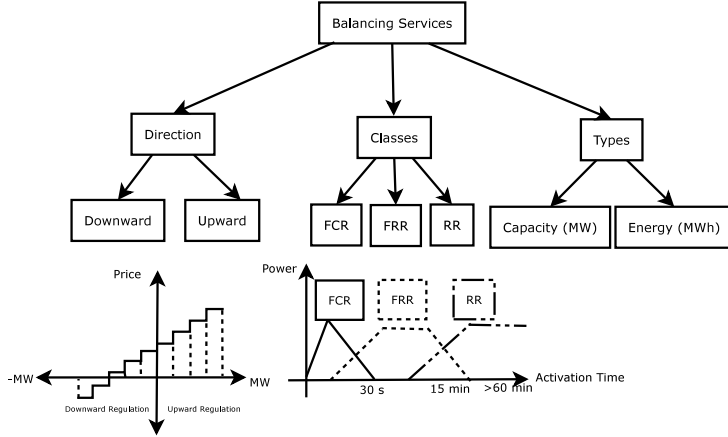 Balancing Services
Direction
Classes
Types
Downward
Upward
FCR
FRR
RR
Capacity (MW)
Energy (MWh)
Price
-MW
MW
Downward Regulation
Upward Regulation
Power
FCR
FRR
RR
30 s
15 min
>60 min
Activation Time